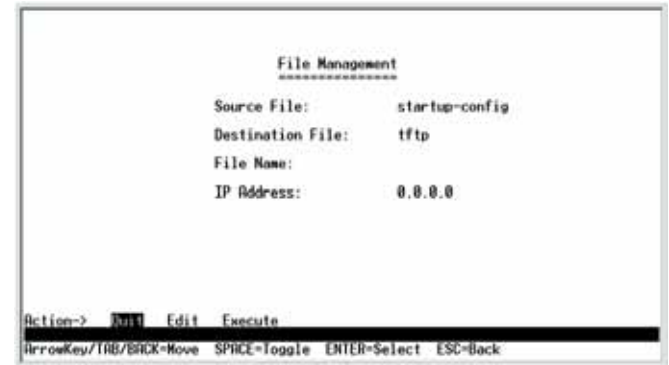 File Management
===============
Source File: startup-config
Destination File: tftp
File Name:
IP Address: 0.0.0.0
Action-> Quit Edit Execute
ArrowKey/TAB/BACK=Move SPACE=Toggle ENTER=Select ESC=Back